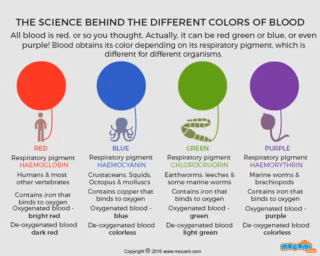 THE SCIENCE BEHIND THE DIFFERENT COLORS OF BLOOD
All blood is red, or so you thought. Actually, it can be red green or blue, or even
purple! Blood obtains its color depending on its respiratory pigment, which is
different for different organisms.
RED
Respiratory pigment
HAEMOGLOBIN
Humans & most
other vertebrates
Contains iron that
binds to oxygen
Oxygenated blood -
bright red
De-oxygenated blood
dark red
BLUE
Respiratory pigment
HAEMOCYANIN
Crustaceans, Squids,
Octopus & molluscs
Contains copper that
binds to oxygen
Oxygenated blood -
blue
De-oxygenated blood
colorless
GREEN
Respiratory pigment
CHLOROCRUORIN
Earthworms, leeches &
some marine worms
Contains iron that
binds to oxygen
Oxygenated blood -
green
De-oxygenated blood
light green
PURPLE
Respiratory pigment
HAEMORYTHRIN
Marine worms &
brachiopods
Contains iron that
binds to oxygen
Oxygenated blood -
purple
De-oxygenated blood
colorless
Copyright © 2016 www.mocomi.com
mocomi